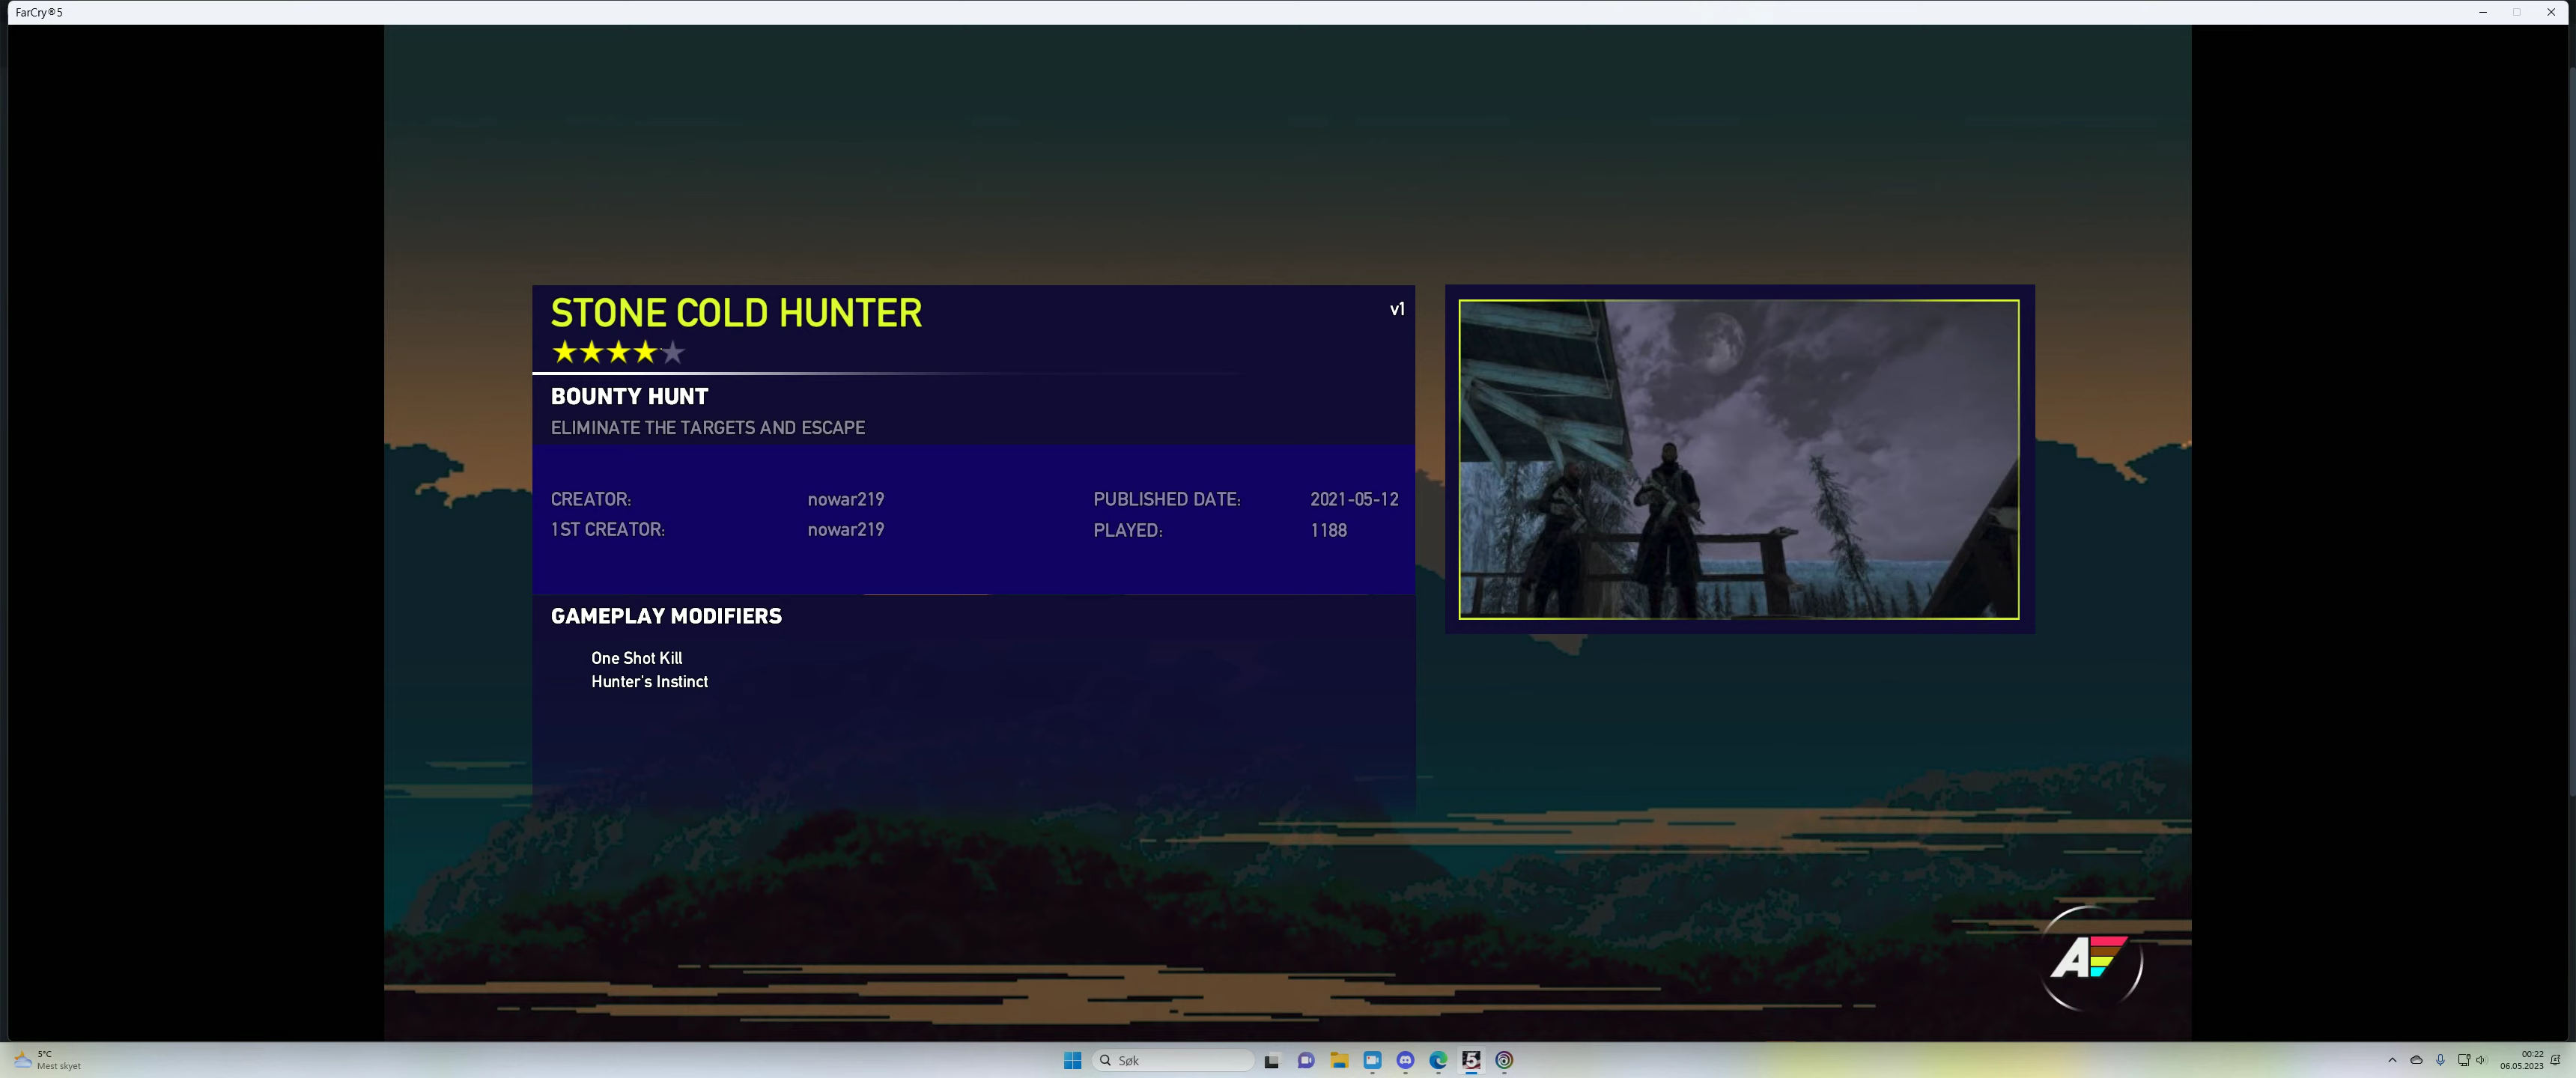 FarCry®5
STONE COLD HUNTER
v1
BOUNTY HUNT
ELIMINATE THE TARGETS AND ESCAPE
CREATOR: nowar219 PUBLISHED DATE: 2021-05-12
1ST CREATOR: nowar219 PLAYED: 1188
GAMEPLAY MODIFIERS
One Shot Kill
Hunter's Instinct
5°C
Mest skyet
Søk
5
00:22
06.05.2023